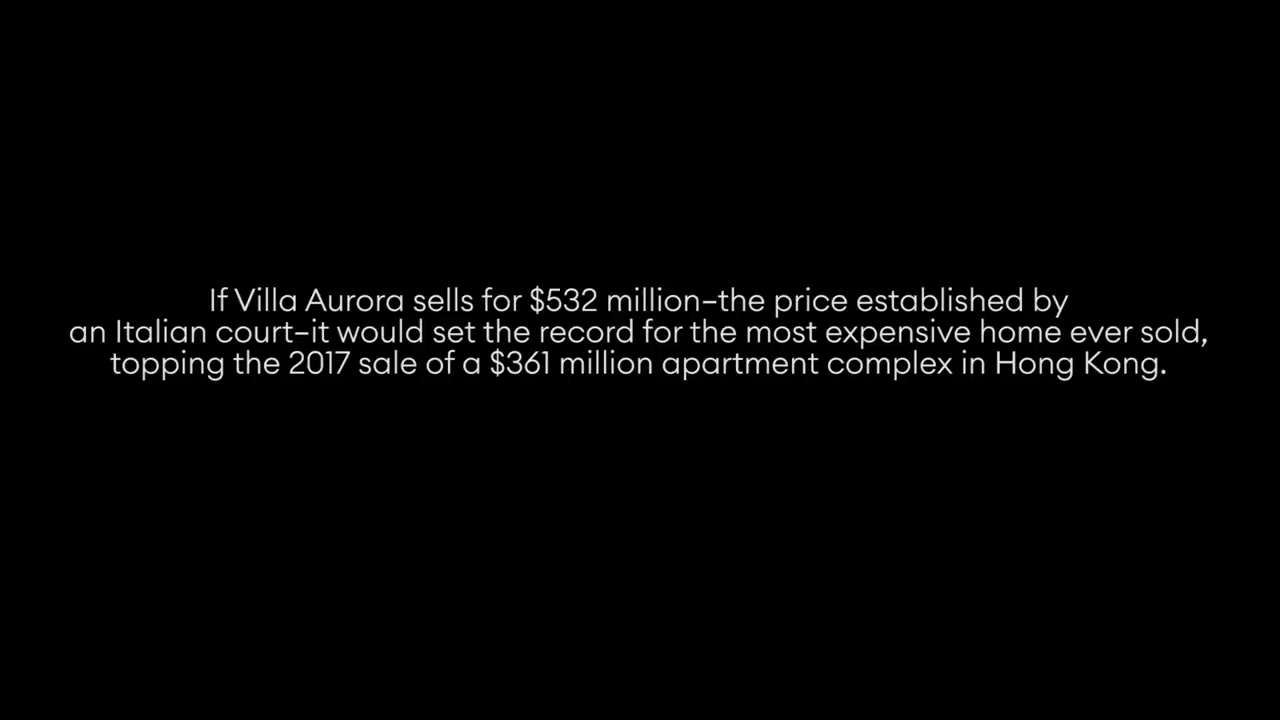 If Villa Aurora sells for $532 million–the price established by
an Italian court–it would set the record for the most expensive home ever sold,
topping the 2017 sale of a $361 million apartment complex in Hong Kong.